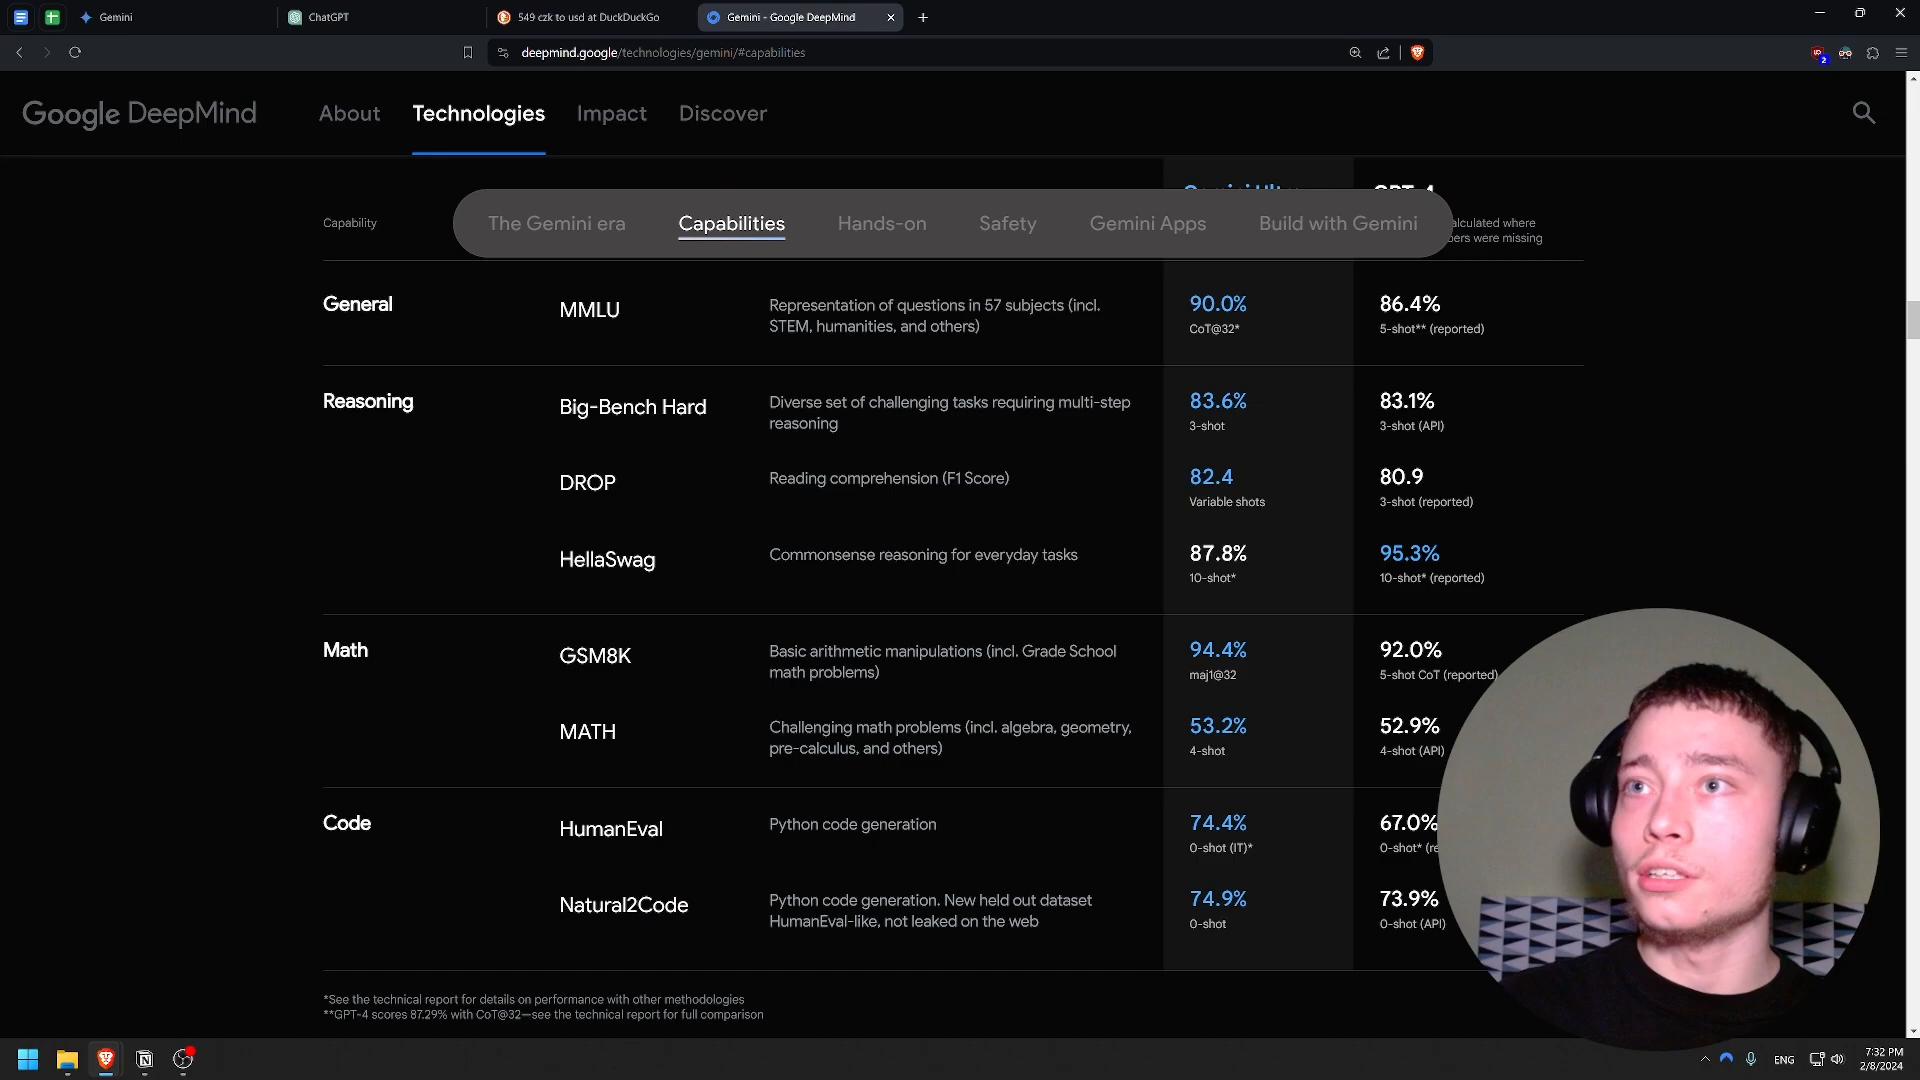 Gemini
ChatGPT
549 czk to usd at DuckDuckGo
Gemini - Google DeepMind
deepmind.google/technologies/gemini/#capabilities
2
Google DeepMind
About
Technologies
Impact
Discover
Capability
The Gemini era
Capabilities
Hands-on
Safety
Gemini Apps
Build with Gemini
GPT-4
where
were missing
General
MMLU
Representation of questions in 57 subjects (incl.
STEM, humanities, and others)
90.0%
CoT@32*
86.4%
5-shot** (reported)
Reasoning
Big-Bench Hard
Diverse set of challenging tasks requiring multi-step
reasoning
83.6%
3-shot
83.1%
3-shot (API)
DROP
Reading comprehension (F1 Score)
82.4
Variable shots
80.9
3-shot (reported)
HellaSwag
Commonsense reasoning for everyday tasks
87.8%
10-shot*
95.3%
10-shot* (reported)
Math
GSM8K
Basic arithmetic manipulations (incl. Grade School
math problems)
94.4%
maj1@32
92.0%
5-shot CoT (reported)
MATH
Challenging math problems (incl. algebra, geometry,
pre-calculus, and others)
53.2%
4-shot
52.9%
4-shot (API)
Code
HumanEval
Python code generation
74.4%
0-shot (IT)*
67.0%
0-shot*
Natural2Code
Python code generation. New held out dataset
HumanEval-like, not leaked on the web
74.9%
0-shot
73.9%
0-shot (API)
*See the technical report for details on performance with other methodologies
**GPT-4 scores 87.29% with CoT@32—see the technical report for full comparison
ENG
7:32 PM
2/8/2024